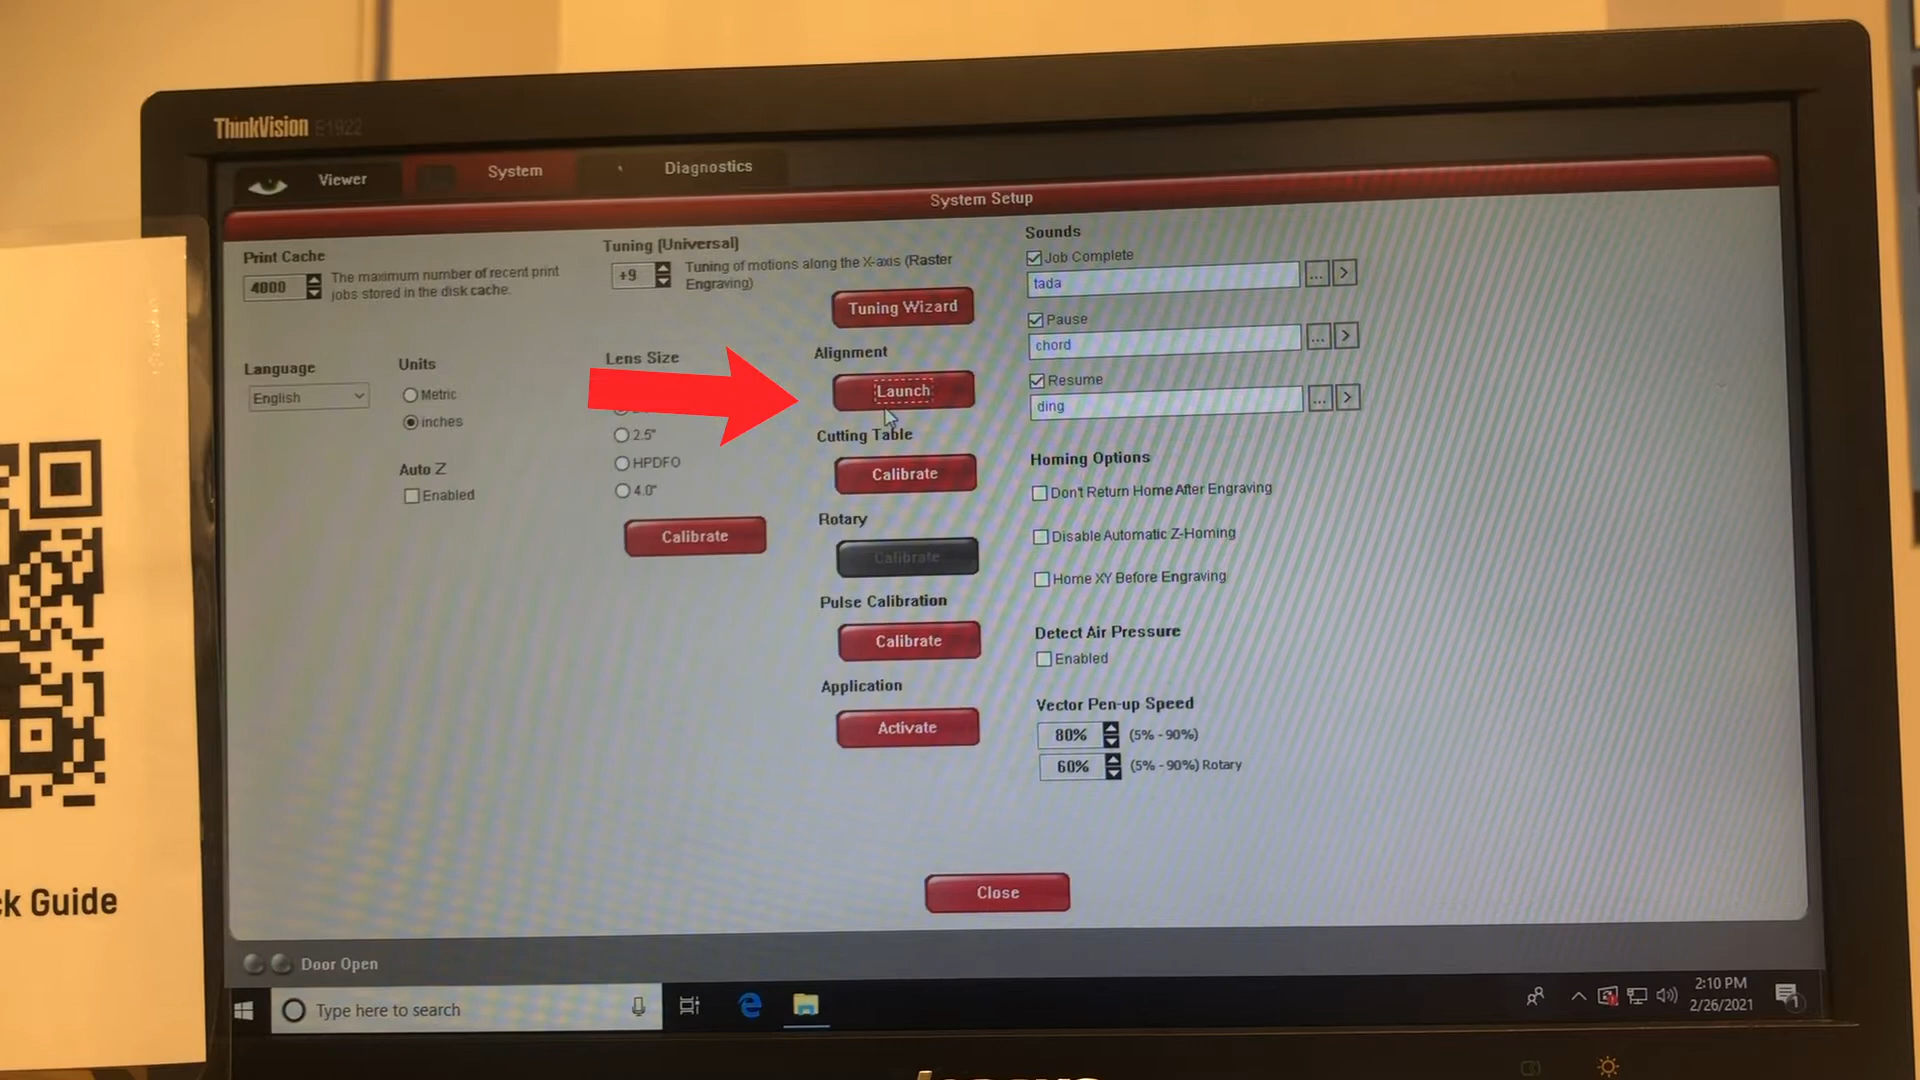 ThinkVision E1922
Viewer
System
Diagnostics
System Setup
Print Cache
4000
The maximum number of recent print
jobs stored in the disk cache.
Tuning (Universal)
+9
Tuning of motions along the X-axis (Raster
Engraving)
Tuning Wizard
Sounds
Job Complete
tada
...
>
Pause
chord
...
>
Resume
ding
...
>
Language
English
Units
Metric
inches
Auto Z
Enabled
Lens Size
2.5"
HPDFO
4.0"
Calibrate
Alignment
Launch
Cutting Table
Calibrate
Rotary
Calibrate
Pulse Calibration
Calibrate
Application
Activate
Homing Options
Don't Return Home After Engraving
Disable Automatic Z-Homing
Home XY Before Engraving
Detect Air Pressure
Enabled
Vector Pen-up Speed
80% (5% - 90%)
60% (5% - 90%) Rotary
Close
ck Guide
Door Open
Type here to search
2:10 PM
2/26/2021
1